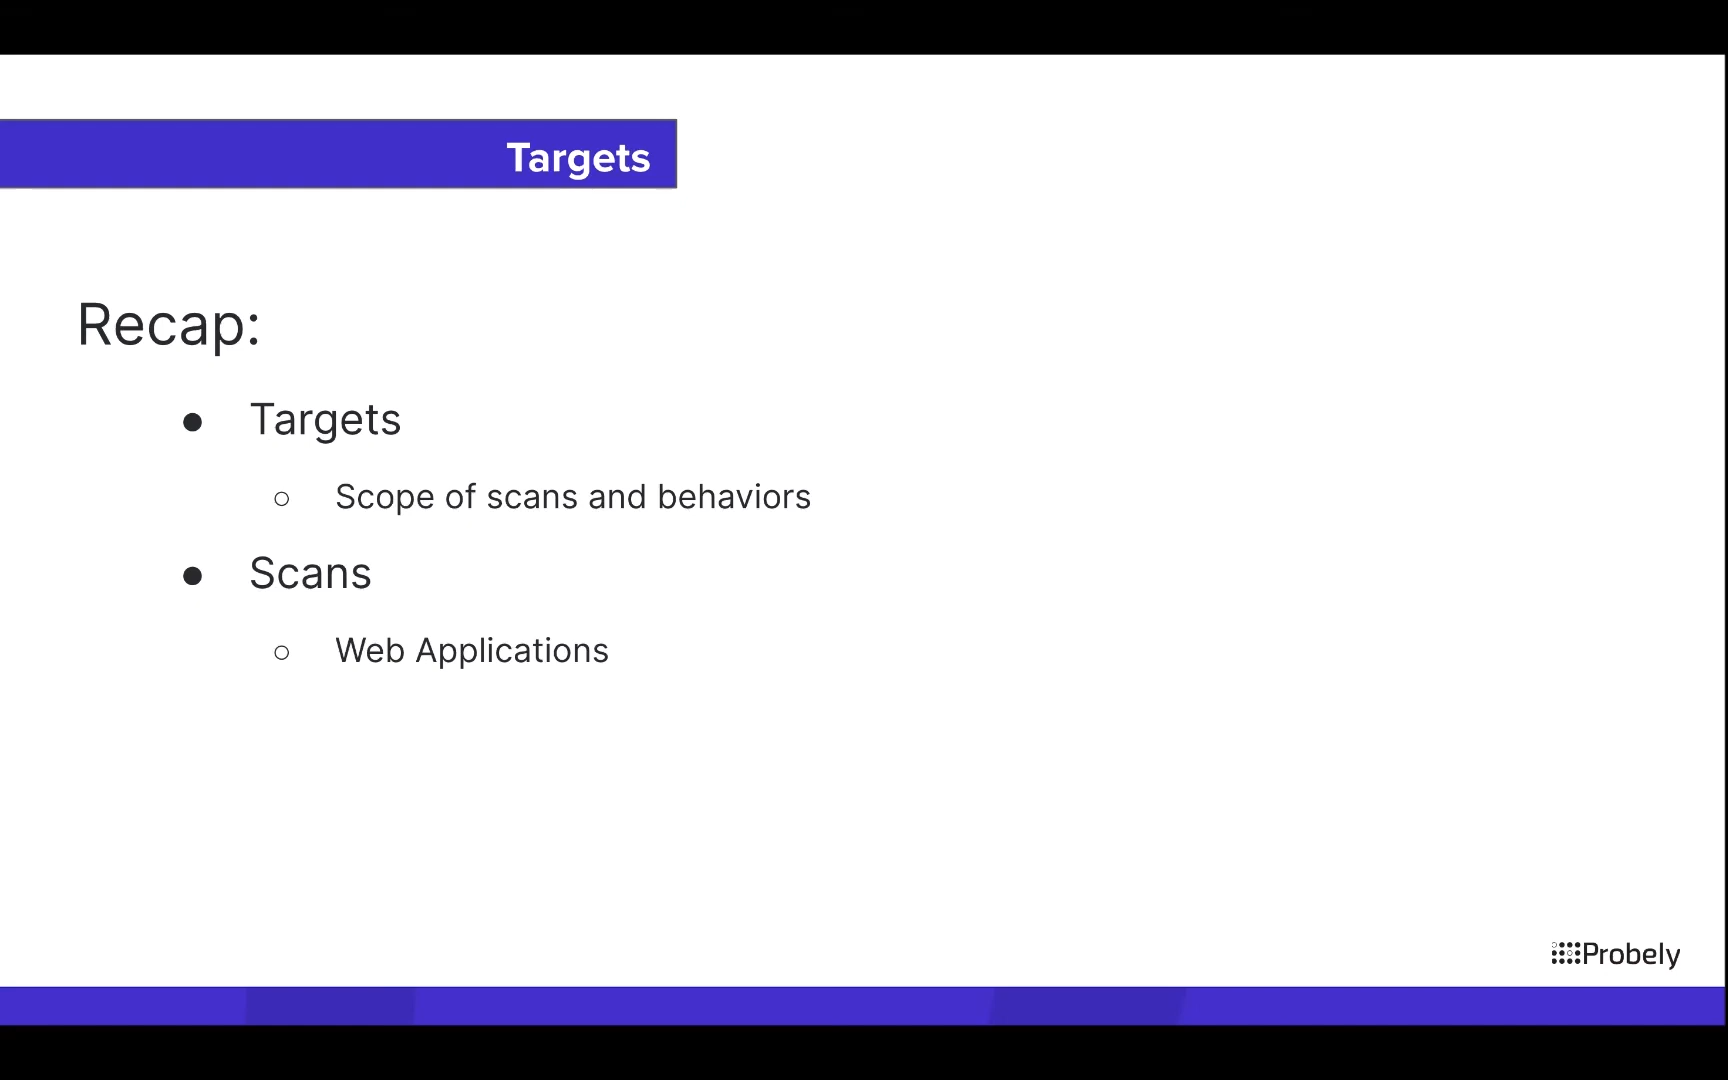 Targets
Recap:
● Targets
○ Scope of scans and behaviors
● Scans
○ Web Applications
Probely